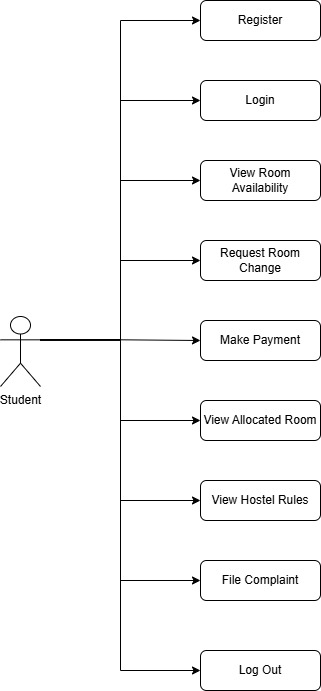 Register
Login
View Room
Availability
Request Room
Change
Make Payment
Student
View Allocated Room
View Hostel Rules
File Complaint
Log Out